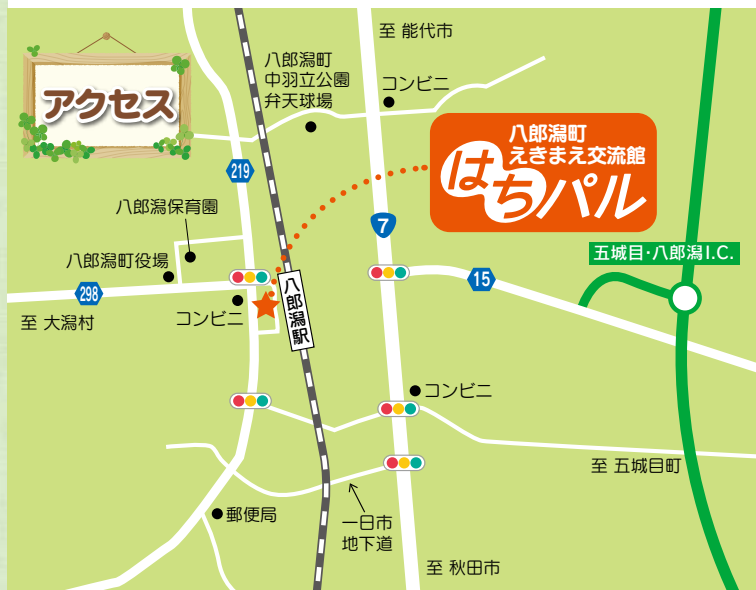 アクセス
至 能代市
八郎潟町
中羽立公園
弁天球場
コンビニ
八郎潟町
えきまえ交流館
はちパル
219
八郎潟保育園
7
五城目・八郎潟I.C.
八郎潟町役場
298
15
至 大潟村
コンビニ
八郎潟駅
コンビニ
至 五城目町
郵便局
一日市
地下道
至 秋田市